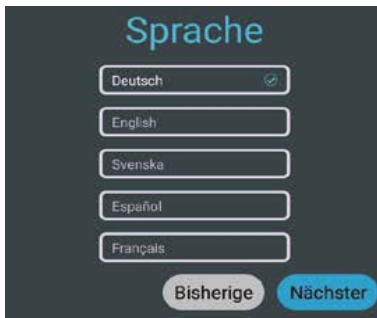 Sprache
Deutsch
English
Svenska
Español
Français
Bisherige Nächster